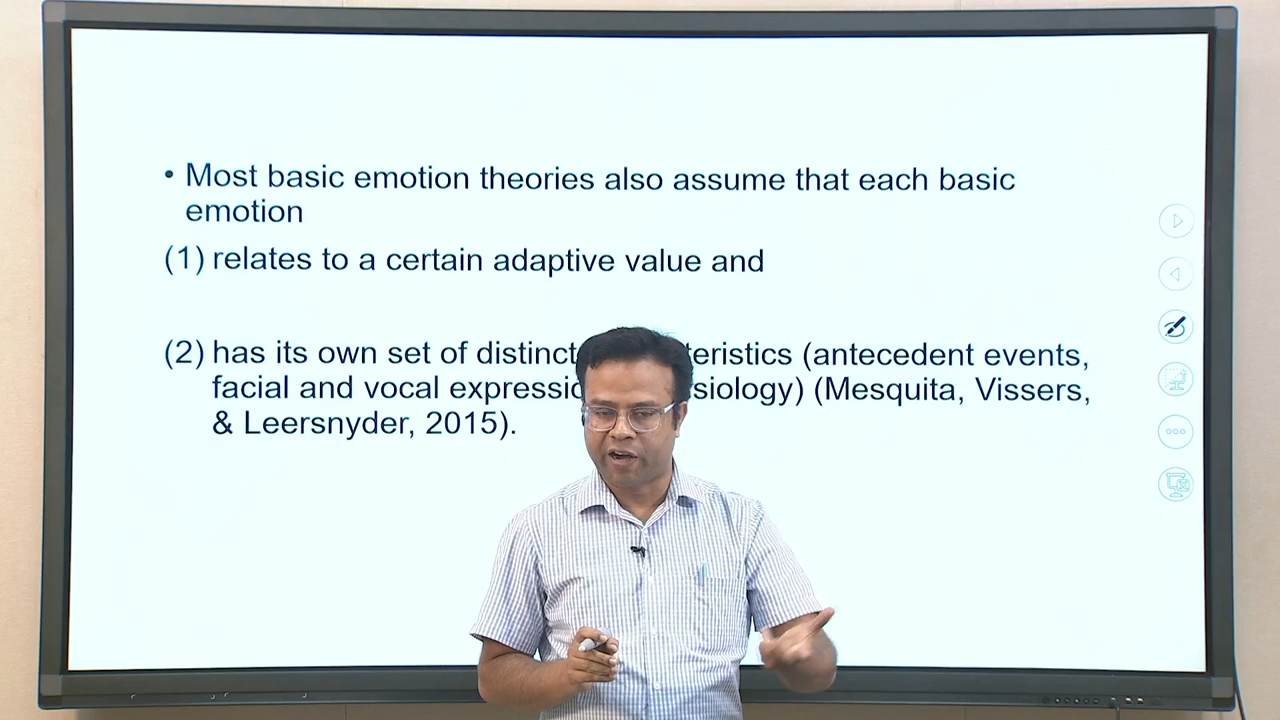 • Most basic emotion theories also assume that each basic
emotion
(1) relates to a certain adaptive value and
(2) has its own set of distinct teristics (antecedent events,
facial and vocal expressio siology) (Mesquita, Vissers,
& Leersnyder, 2015).